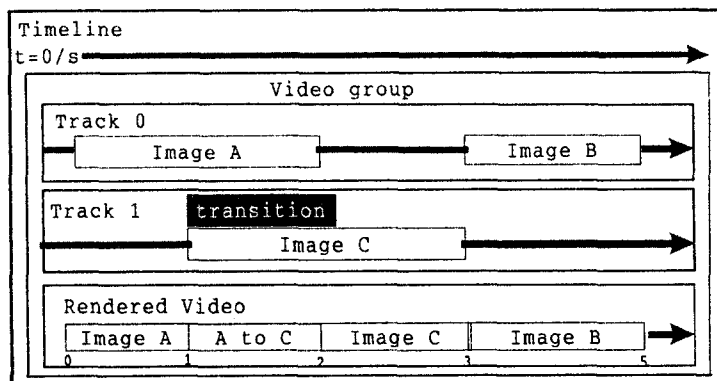 Timeline
t=0/s
Video group
Track 0
Image A
Image B
Track 1
transition
Image C
Rendered Video
Image A
A to C
Image C
Image B
0
1
2
3
5